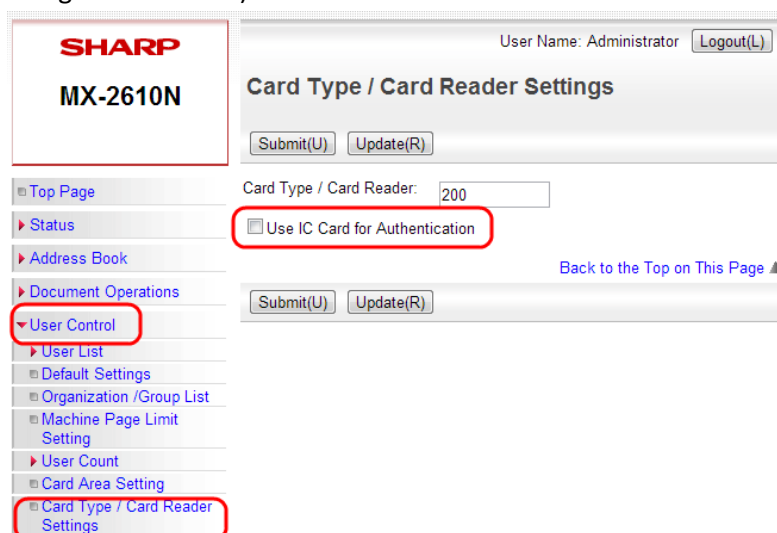 SHARP
MX-2610N
User Name: Administrator Logout(L)
Card Type / Card Reader Settings
Submit(U) Update(R)
Top Page
Status
Address Book
Document Operations
User Control
User List
Default Settings
Organization /Group List
Machine Page Limit
Setting
User Count
Card Area Setting
Card Type / Card Reader
Settings
Card Type / Card Reader: 200
Use IC Card for Authentication
Back to the Top on This Page
Submit(U) Update(R)